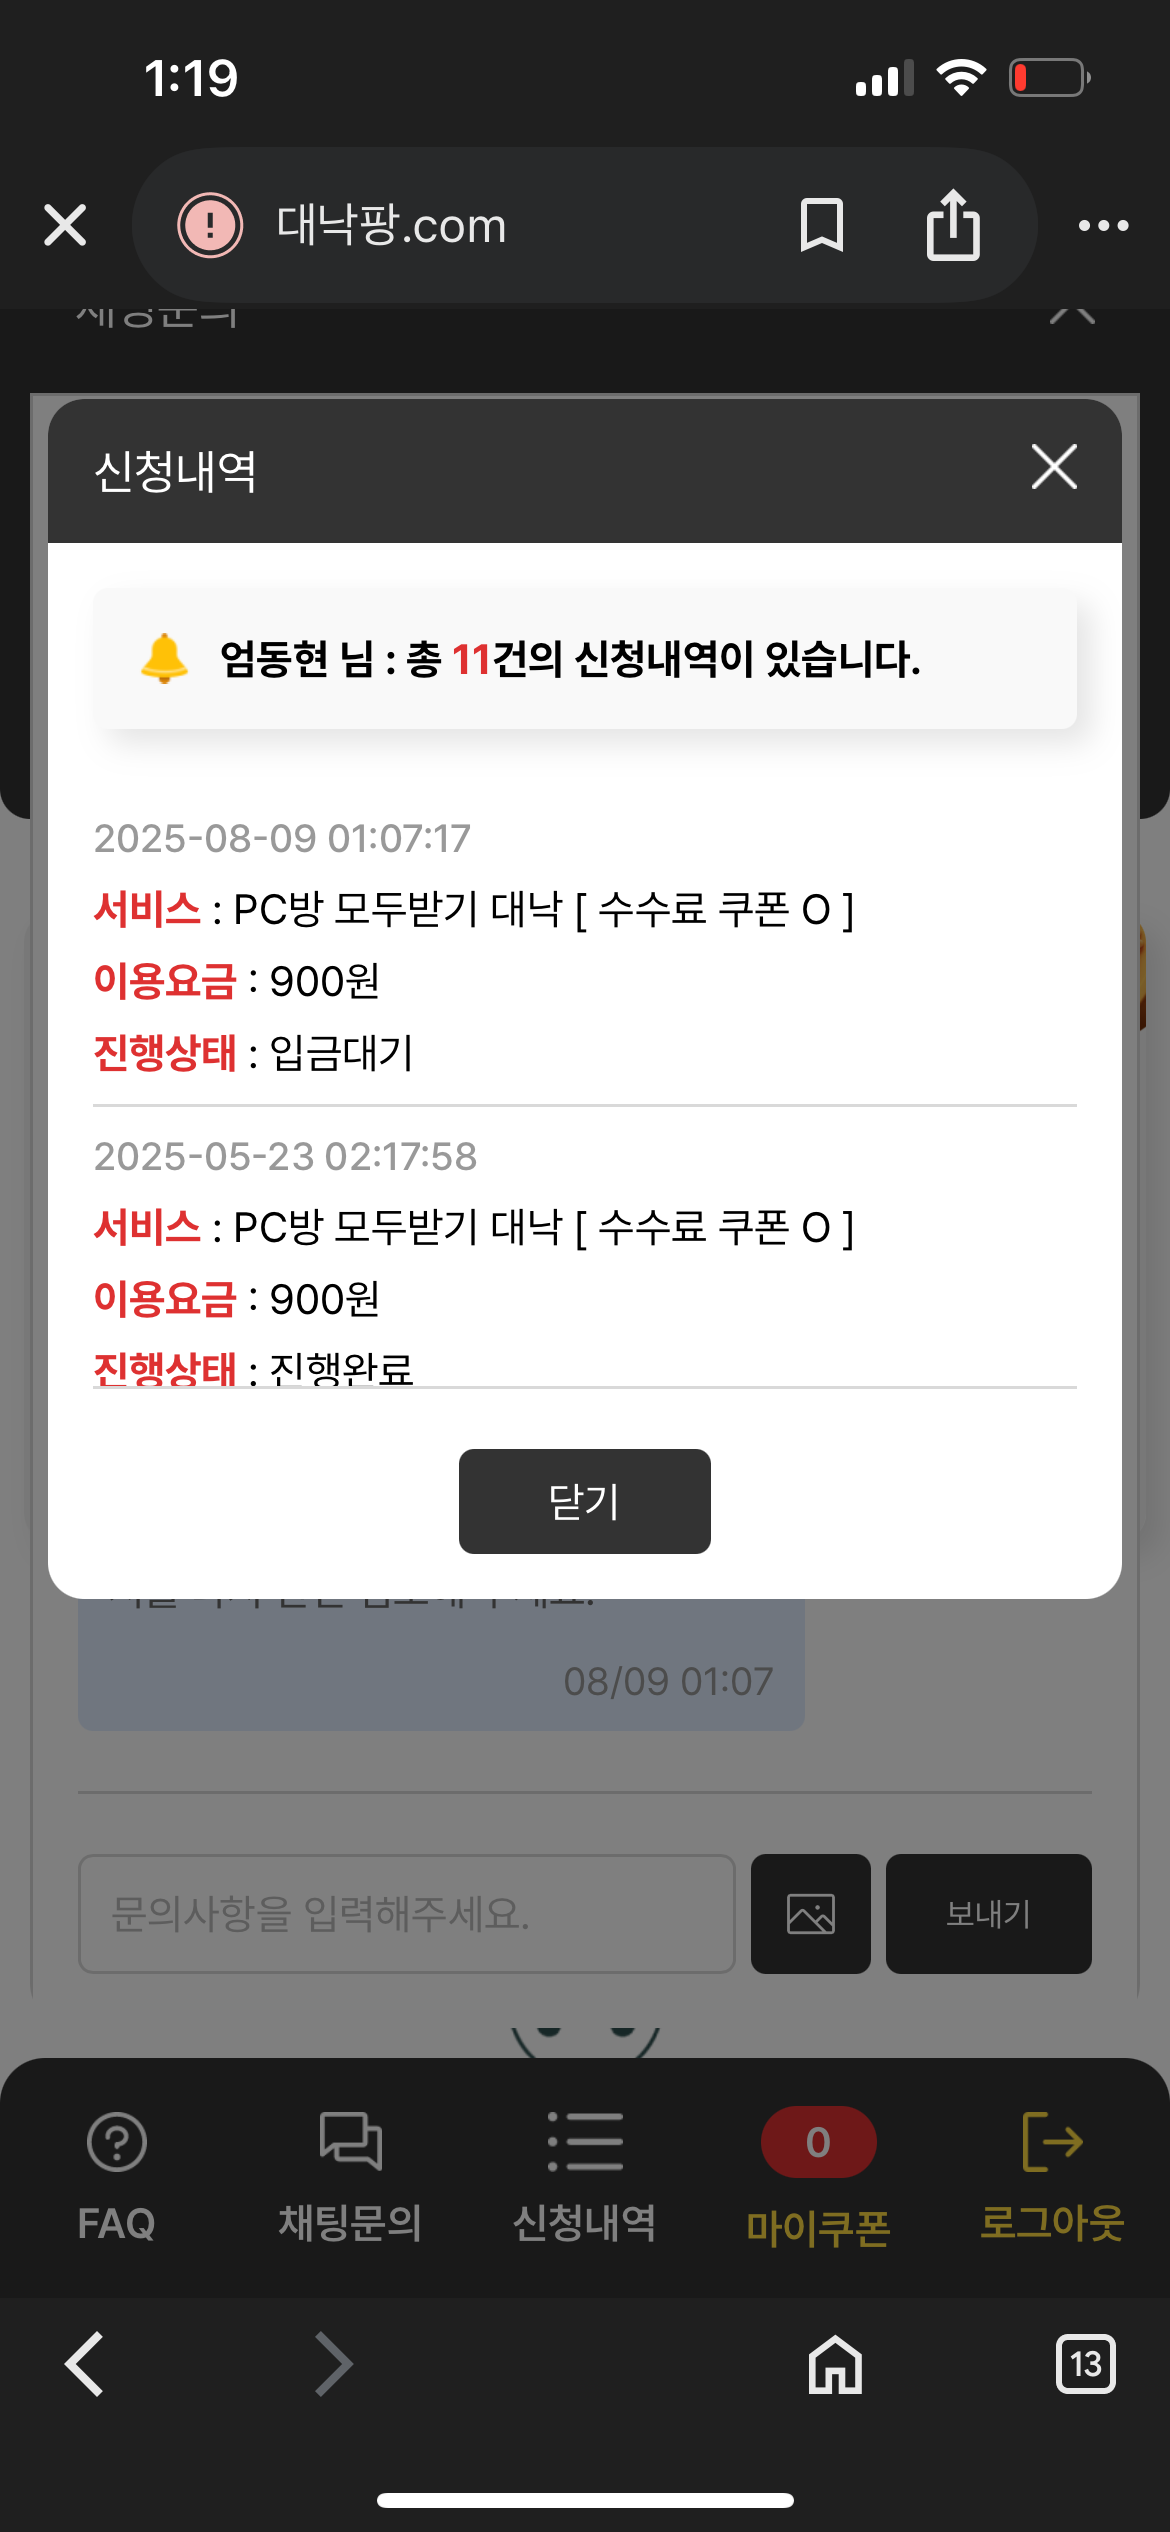 1:19
대낙팡.com
신청내역
엄동현 님 : 총 11건의 신청내역이 있습니다.
2025-08-09 01:07:17
서비스 : PC방 모두받기 대낙 [ 수수료 쿠폰 O ]
이용요금 : 900원
진행상태 : 입금대기
2025-05-23 02:17:58
서비스 : PC방 모두받기 대낙 [ 수수료 쿠폰 O ]
이용요금 : 900원
진행상태 : 진행완료
닫기
08/09 01:07
문의사항을 입력해주세요.
보내기
0
FAQ 채팅문의 신청내역 마이쿠폰 로그아웃
13